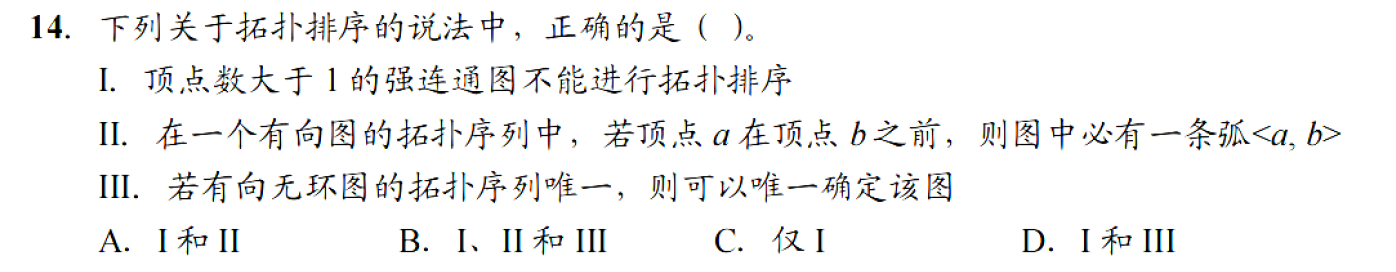 14. 下列关于拓扑排序的说法中，正确的是（ ）。
I. 顶点数大于 1 的强连通图不能进行拓扑排序
II. 在一个有向图的拓扑序列中，若顶点 a 在顶点 b 之前，则图中必有一条弧<a, b>
III. 若有向无环图的拓扑序列唯一，则可以唯一确定该图
A. I 和 II B. I、II 和 III C. 仅 I D. I 和 III